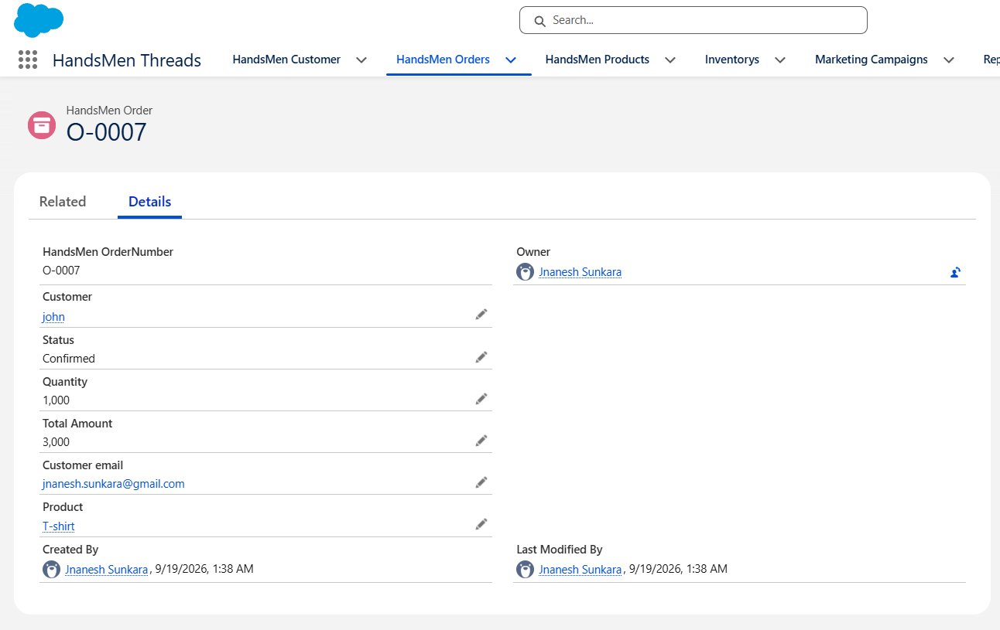 Search...
HandsMen Threads
HandsMen Customer
HandsMen Orders
HandsMen Products
Inventorys
Marketing Campaigns
Rep
HandsMen Order
O-0007
Related
Details
HandsMen OrderNumber
O-0007
Owner
Jnanesh Sunkara
Customer
john
Status
Confirmed
Quantity
1,000
Total Amount
3,000
Customer email
jnanesh.sunkara@gmail.com
Product
T-shirt
Created By
Jnanesh Sunkara, 9/19/2026, 1:38 AM
Last Modified By
Jnanesh Sunkara, 9/19/2026, 1:38 AM